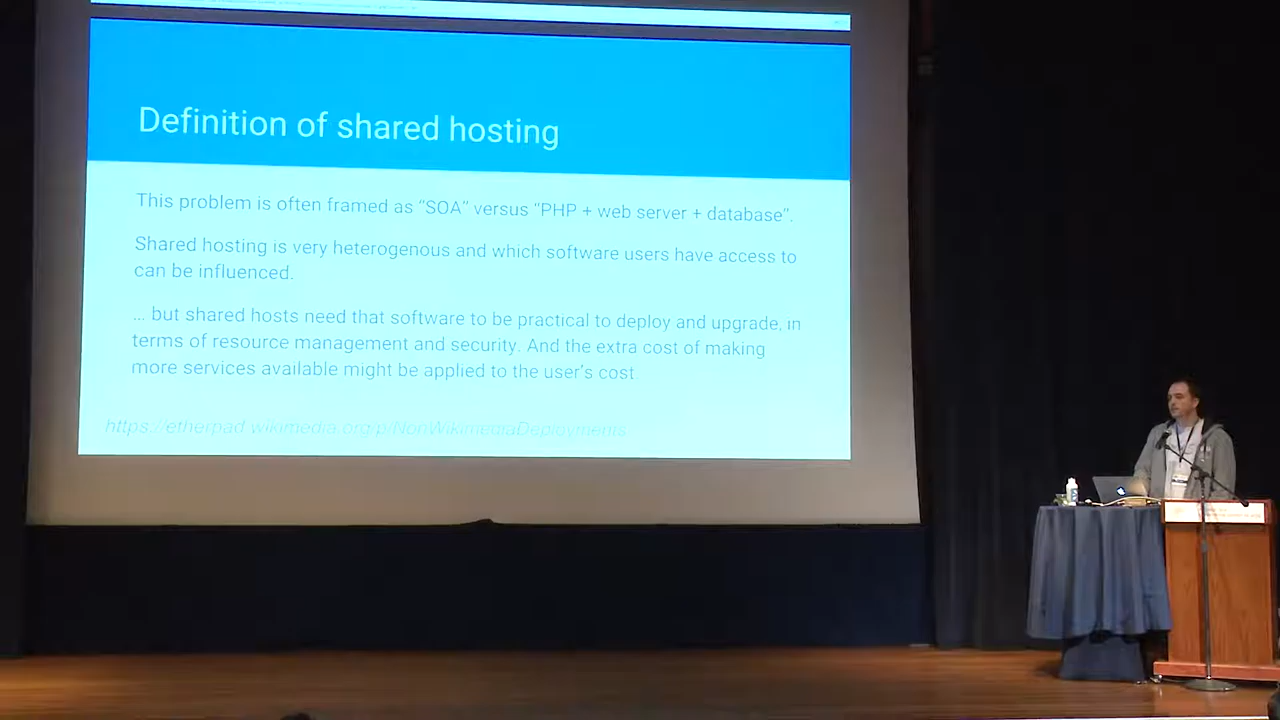 Definition of shared hosting
This problem is often framed as “SOA” versus “PHP + web server + database”.
Shared hosting is very heterogenous and which software users have access to
can be influenced.
... but shared hosts need that software to be practical to deploy and upgrade, in
terms of resource management and security. And the extra cost of making
more services available might be applied to the user’s cost.
https://etherpad.wikimedia.org/p/NonWikimediaDeployments